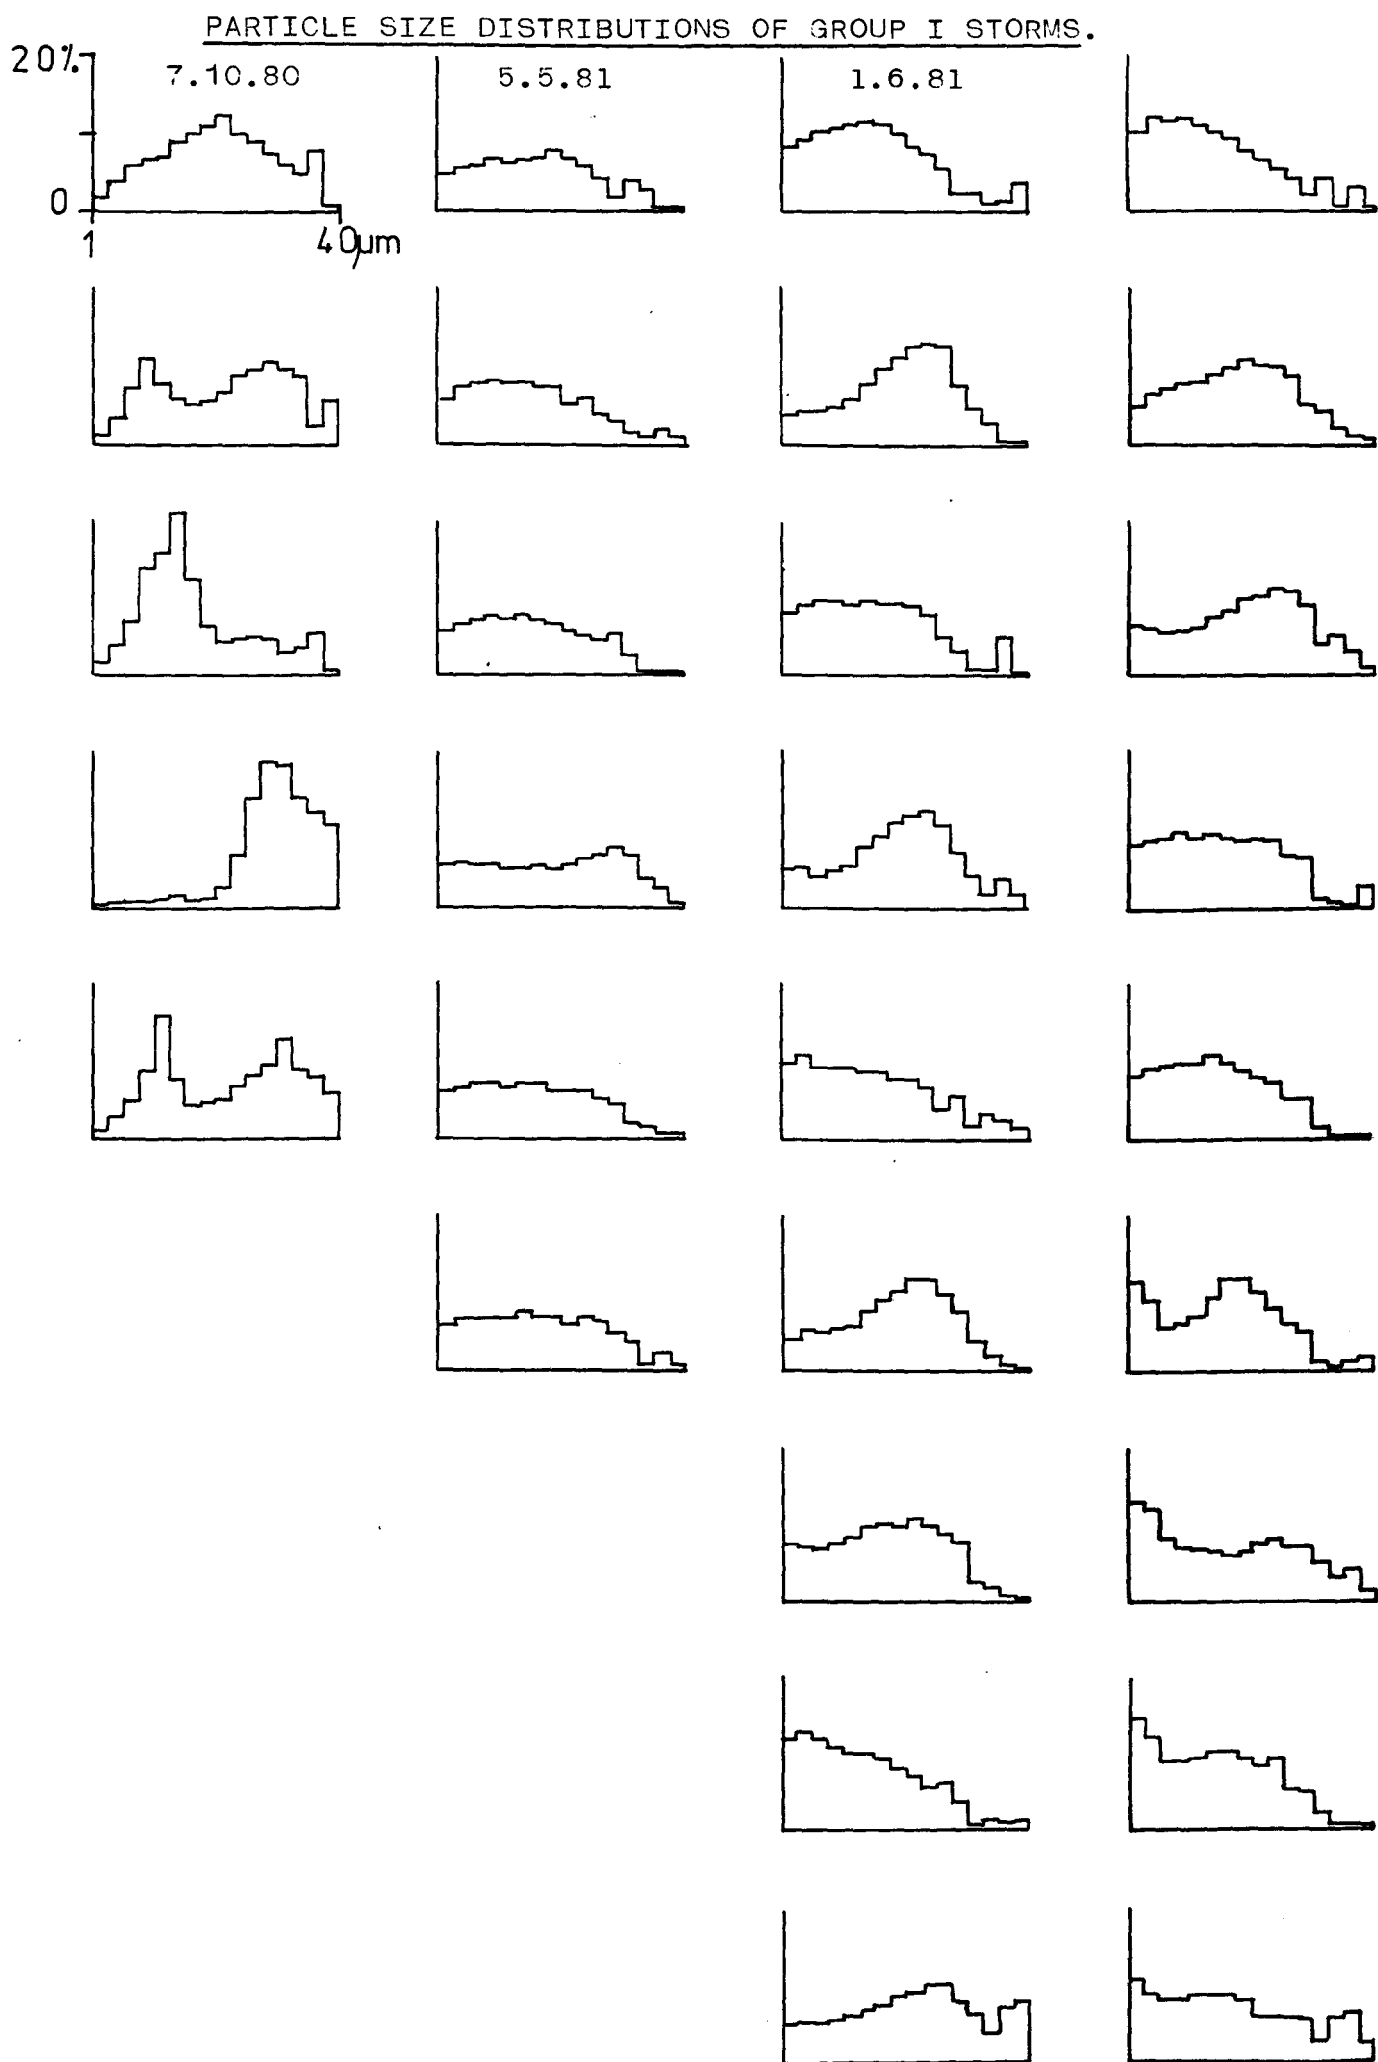 PARTICLE SIZE DISTRIBUTIONS OF GROUP I STORMS.
20%
7.10.80 5.5.81 1.6.81
0
1 40µm